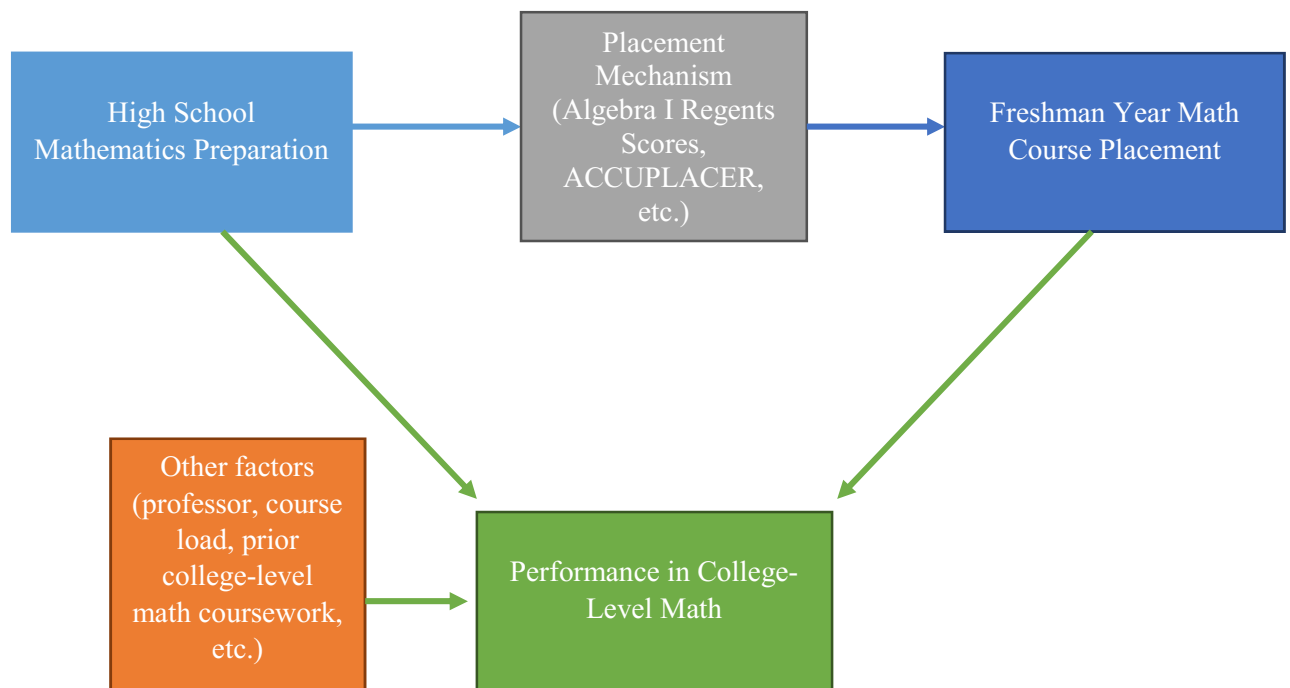 High School
Mathematics Preparation
Placement
Mechanism
(Algebra I Regents
Scores,
ACCUPLACER,
etc.)
Freshman Year Math
Course Placement
Other factors
(professor, course
load, prior
college-level
math coursework,
etc.)
Performance in College-
Level Math